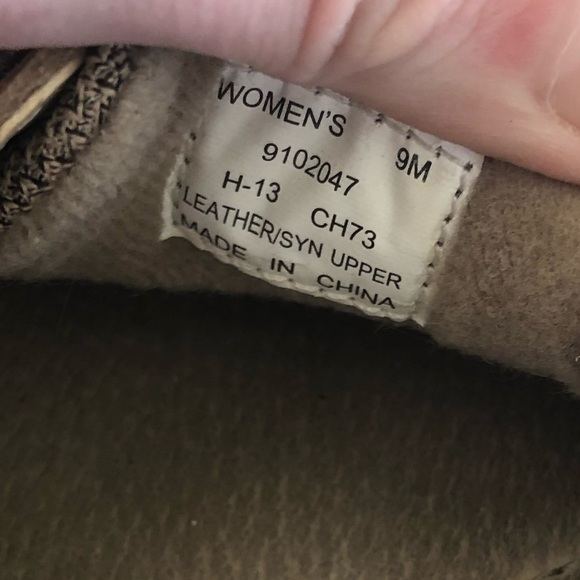 WOMEN'S
9102047 9M
H-13 CH73
LEATHER/SYN UPPER
MADE IN CHINA